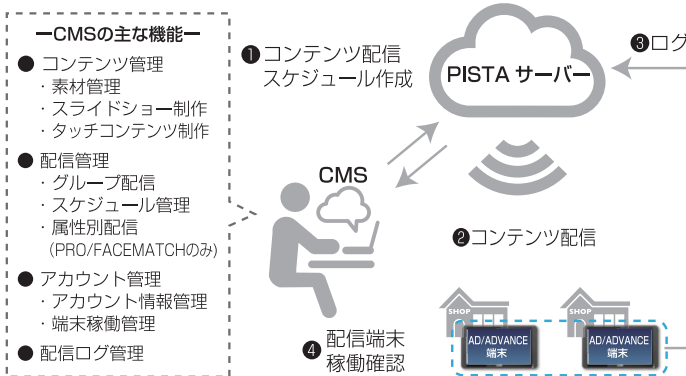 ーCMSの主な機能ー
● コンテンツ管理
・素材管理
・スライドショー制作
・タッチコンテンツ制作
● 配信管理
・グループ配信
・スケジュール管理
・属性別配信
（PRO/FACEMATCHのみ)
● アカウント管理
・アカウント情報管理
・端末稼働管理
● 配信ログ管理
❶コンテンツ配信
スケジュール作成
PISTA サーバー
❸ログ
CMS
❷コンテンツ配信
❹配信端末
稼働確認
SHOP
AD/ADVANCE
端末
SHOP
AD/ADVANCE
端末